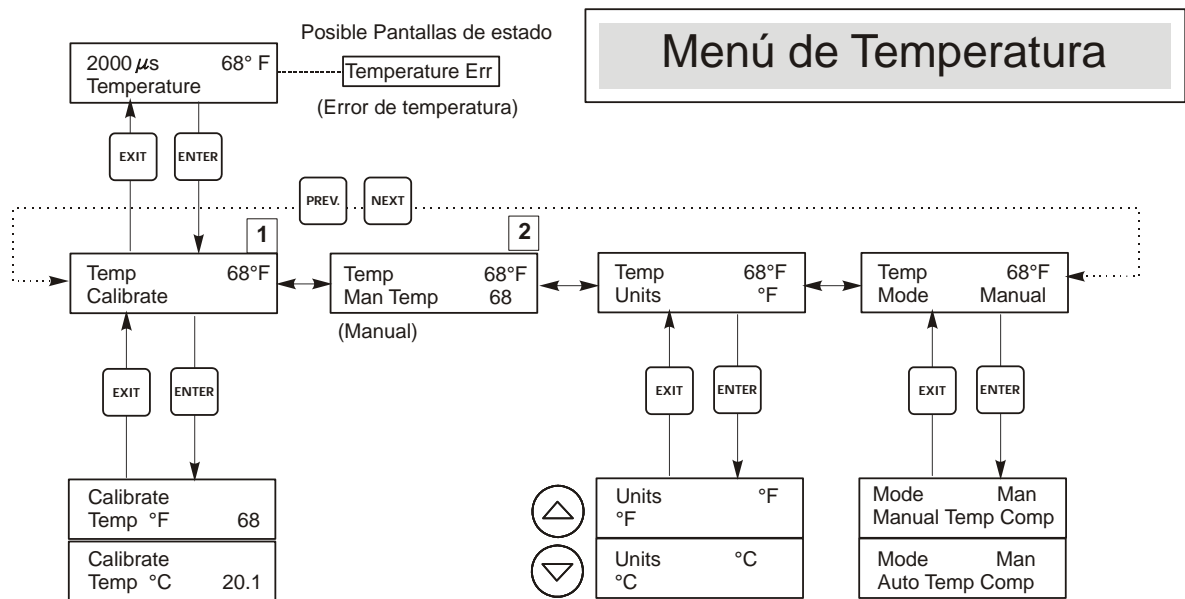 Posible Pantallas de estado
Menú de Temperatura
2000 µs 68° F
Temperature
Temperature Err
(Error de temperatura)
EXIT
ENTER
PREV.
NEXT
1
2
Temp 68°F
Calibrate
Temp 68°F
Man Temp 68
(Manual)
Temp 68°F
Units °F
Temp 68°F
Mode Manual
EXIT
ENTER
EXIT
ENTER
EXIT
ENTER
Calibrate
Temp °F 68
Calibrate
Temp °C 20.1
Units °F
°F
Units °C
°C
Mode Man
Manual Temp Comp
Mode Man
Auto Temp Comp